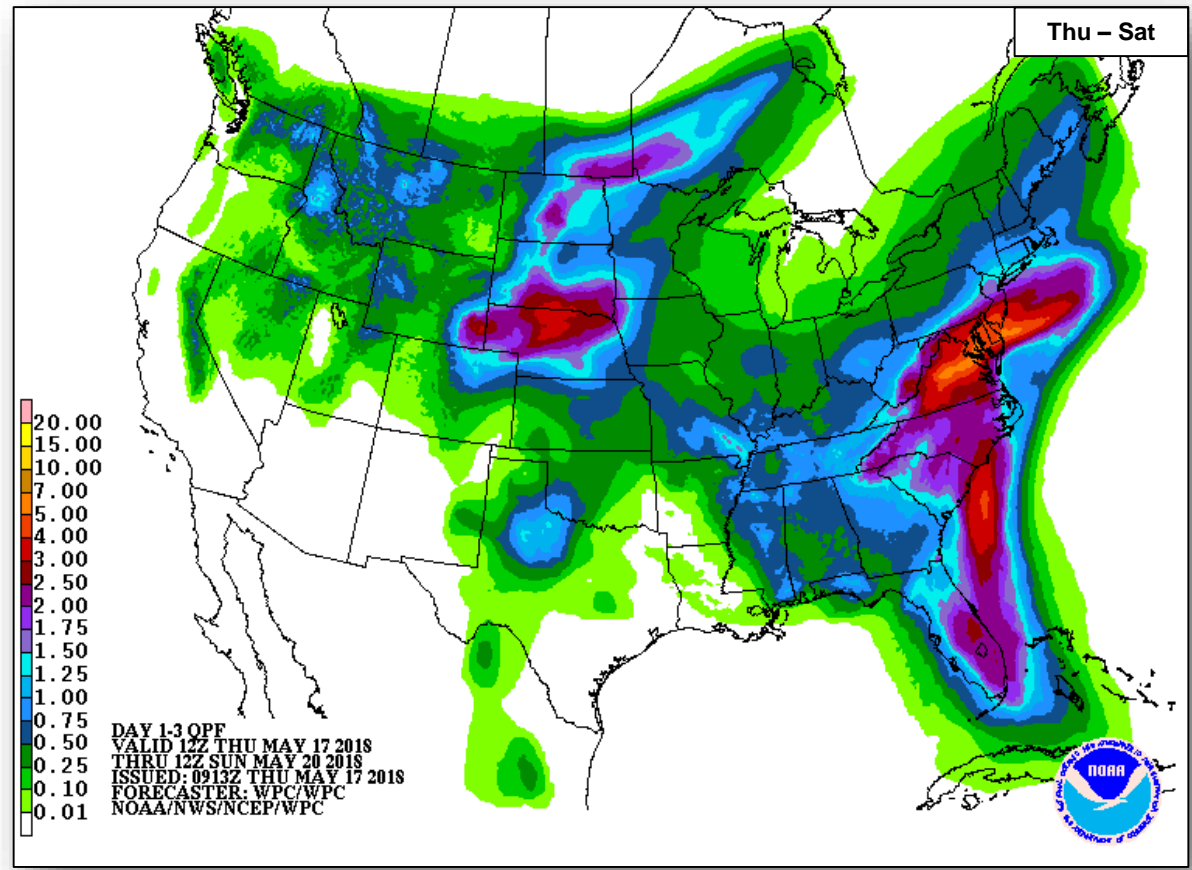 Thu – Sat
20.00
15.00
10.00
7.00
5.00
4.00
3.00
2.50
2.00
1.75
1.50
1.25
1.00
0.75
0.50
0.25
0.10
0.01
DAY 1-3 QPF
VALID 12Z THU MAY 17 2018
THRU 12Z SUN MAY 20 2018
ISSUED: 0913Z THU MAY 17 2018
FORECASTER: WPC/WPC
NOAA/NWS/NCEP/WPC
NOAA